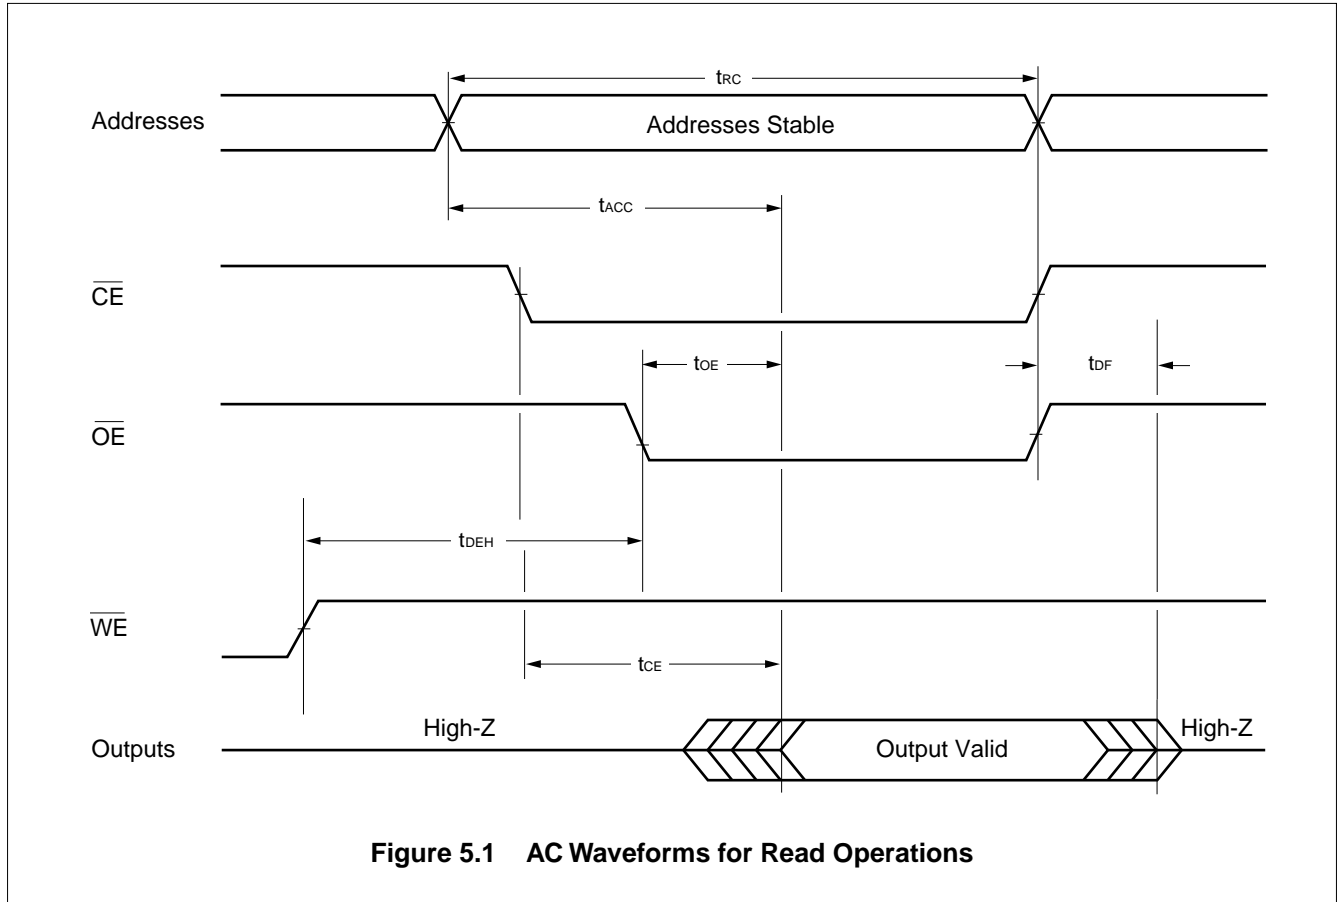 tRC
Addresses
Addresses Stable
tACC
CE
tOE
tDF
OE
tDEH
WE
tCE
High-Z
High-Z
Outputs
Output Valid
Figure 5.1 AC Waveforms for Read Operations